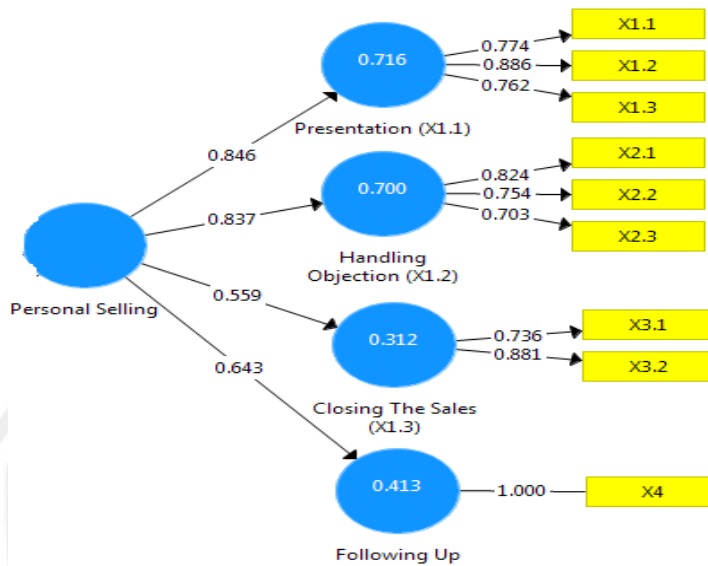 X1.1
0.774
0.716
0.886
X1.2
0.762
X1.3
Presentation (X1.1)
0.846
X2.1
0.824
0.700
0.754
X2.2
0.837
0.703
X2.3
Handling
Objection (X1.2)
Personal Selling
0.559
X3.1
0.736
0.312
0.881
X3.2
0.643
Closing The Sales
(X1.3)
0.413
1.000
X4
Following Up